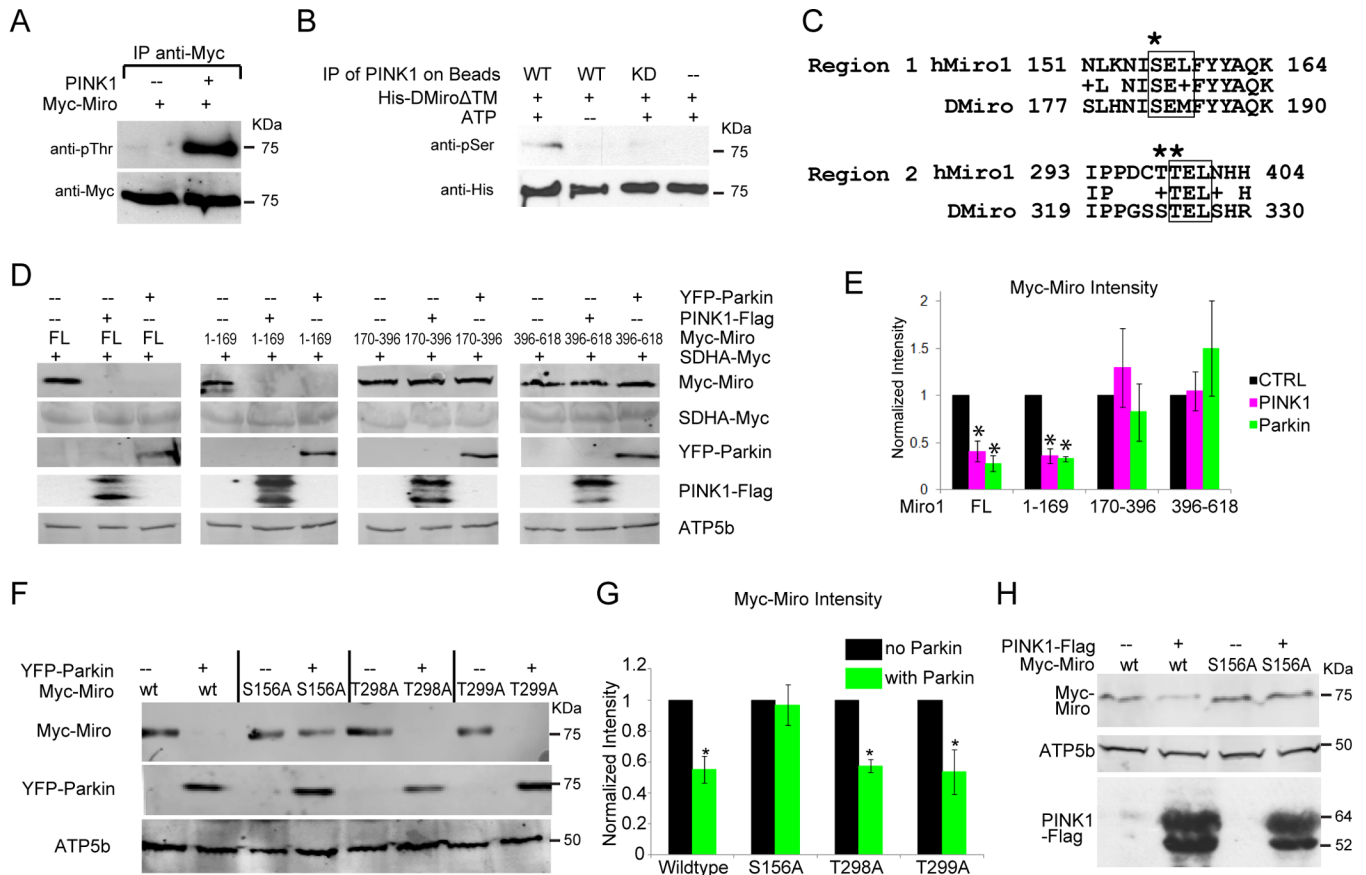 A
IP anti-Myc
PINK1 -- +
Myc-Miro + +
KDa
anti-pThr 75
anti-Myc 75
B
IP of PINK1 on Beads WT WT KD --
His-DMiroΔTM + + + +
ATP + -- + +
KDa
anti-pSer 75
anti-His 75
C
*
Region 1 hMiro1 151 NLKNISELFYYAQK 164
+L NISE+FYYAQK
DMiro 177 SLHNISEMFYYAQK 190
**
Region 2 hMiro1 293 IPPDCTTELNHH 404
IP +TEL+ H
DMiro 319 IPPGSSTELSHR 330
D
-- -- + -- -- + -- -- + -- -- + YFP-Parkin
-- + -- -- + -- -- + -- -- + -- PINK1-Flag
FL FL FL 1-169 1-169 1-169 170-396 170-396 170-396 396-618 396-618 396-618 Myc-Miro
+ + + + + + + + + + + + SDHA-Myc
Myc-Miro
SDHA-Myc
YFP-Parkin
PINK1-Flag
ATP5b
E
Myc-Miro Intensity
Normalized Intensity
2
1.5
1
0.5
0
* * * *
CTRL
PINK1
Parkin
Miro1 FL 1-169 170-396 396-618
F
YFP-Parkin -- + -- + -- + -- +
Myc-Miro wt wt S156A S156A T298A T298A T299A T299A
KDa
Myc-Miro 75
YFP-Parkin 75
ATP5b 50
G
Myc-Miro Intensity
Normalized Intensity
no Parkin
with Parkin
1.2
1
0.8
0.6
0.4
0.2
0
* * *
Wildtype S156A T298A T299A
H
PINK1-Flag -- + -- +
Myc-Miro wt wt S156A S156A
KDa
Myc-
Miro 75
ATP5b 50
PINK1
-Flag
64
52